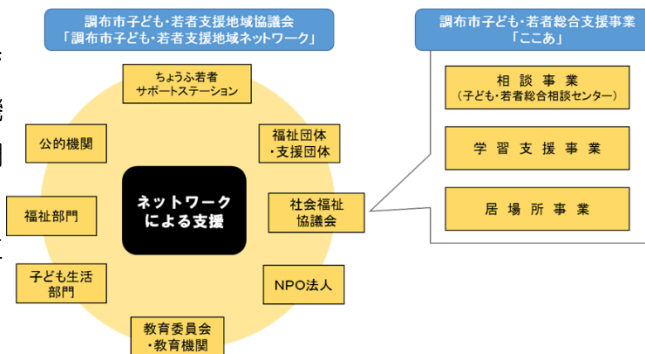 調布市子ども・若者支援地域協議会
「調布市子ども・若者支援地域ネットワーク」
ちょうふ若者
サポートステーション
福祉団体
・支援団体
社会福祉
協議会
NPO法人
教育委員会
・教育機関
子ども生活
部門
福祉部門
公的機関
ネットワーク
による支援
調布市子ども・若者総合支援事業
「ここあ」
相談事業
(子ども・若者総合相談センター)
学習支援事業
居場所事業